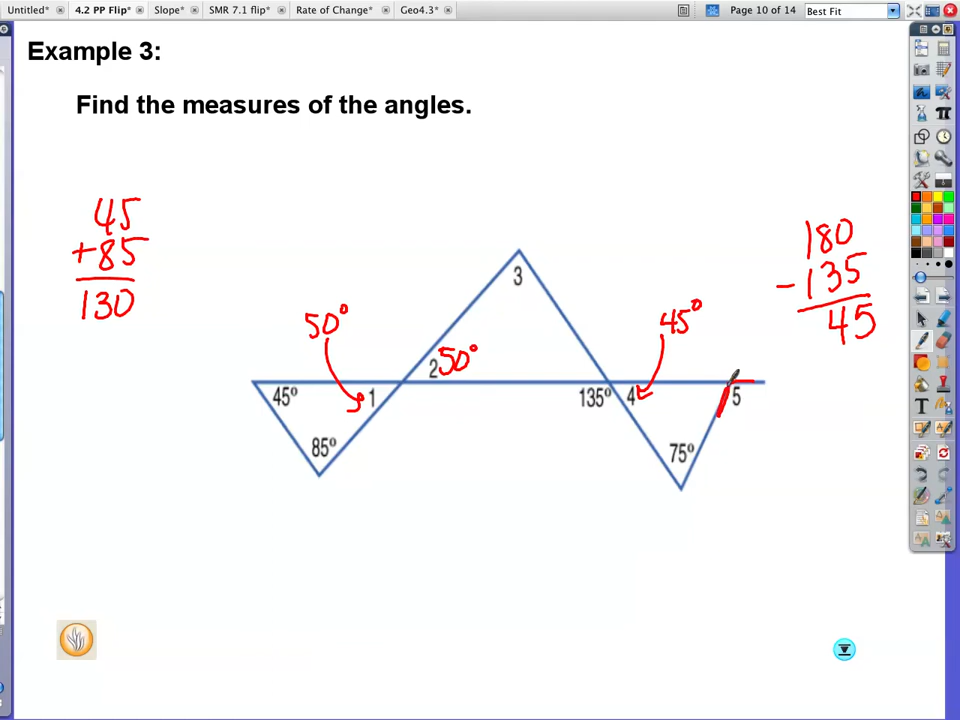 Untitled* 4.2 PP Flip* Slope* SMR 7.1 flip* Rate of Change* Geo4.3* Page 10 of 14 Best Fit
Example 3:
Find the measures of the angles.
45
+85
130
180
-135
45
3
50°
45°
2 50°
45° 1 135° 4 5
85° 75°